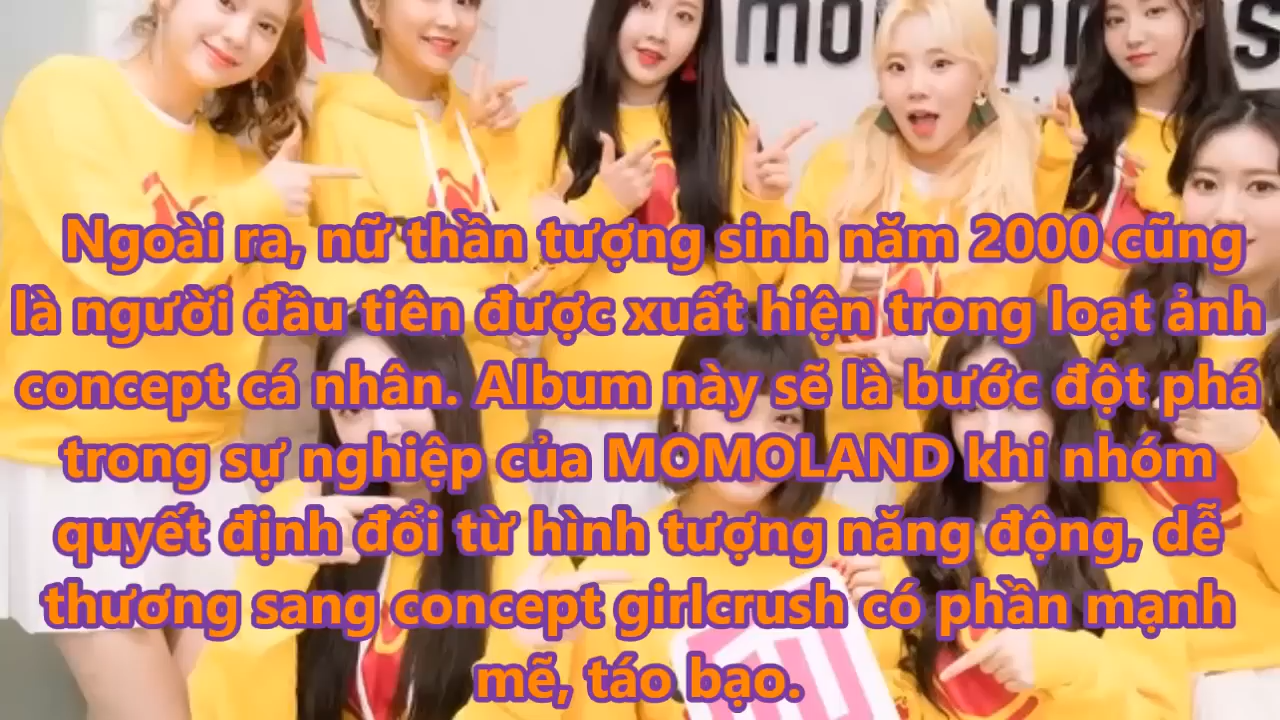 Ngoài ra, nữ thần tượng sinh năm 2000 cũng
là người đầu tiên được xuất hiện trong loạt ảnh
concept cá nhân. Album này sẽ là bước đột phá
trong sự nghiệp của MOMOLAND khi nhóm
quyết định đổi từ hình tượng năng động, dễ
thương sang concept girlcrush có phần mạnh
mẽ, táo bạo.